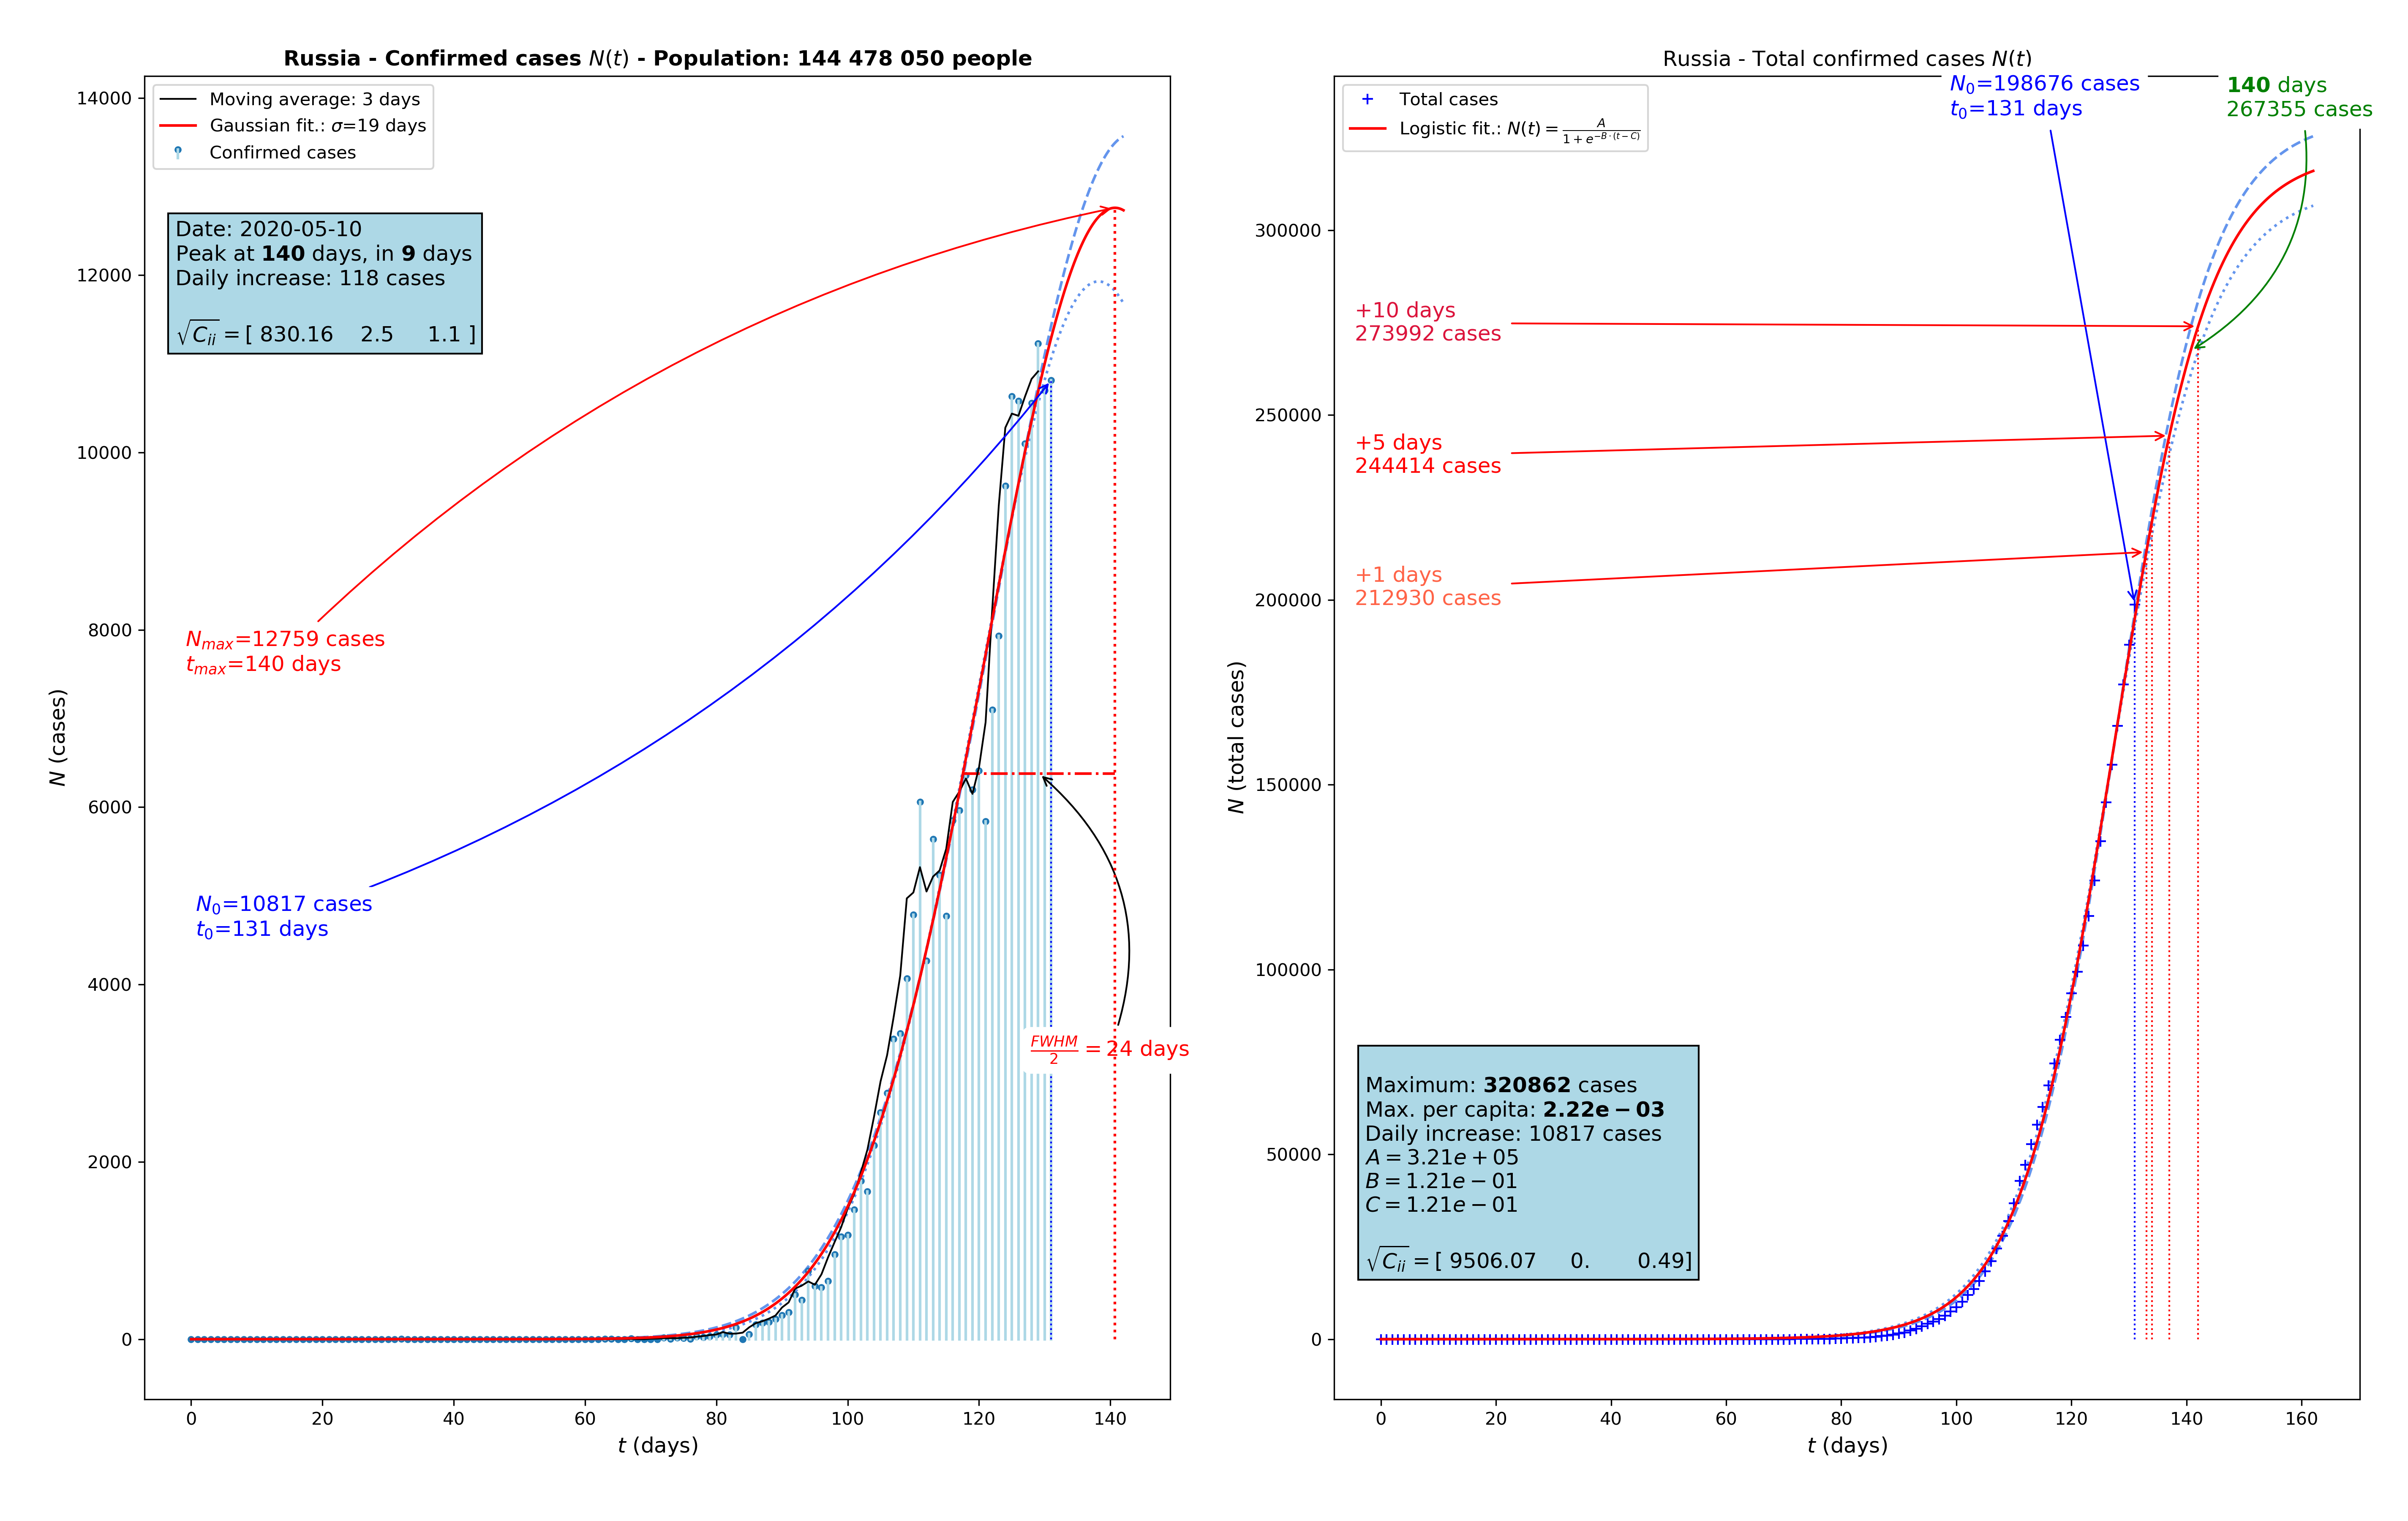 Russia - Confirmed cases N(t) - Population: 144 478 050 people
Moving average: 3 days
Gaussian fit.: σ=19 days
Confirmed cases
Date: 2020-05-10
Peak at 140 days, in 9 days
Daily increase: 118 cases
√C_ii = [ 830.16 2.5 1.1 ]
N_max=12759 cases
t_max=140 days
N_0=10817 cases
t_0=131 days
FWHM/2 = 24 days
N (cases)
14000
12000
10000
8000
6000
4000
2000
0
0 20 40 60 80 100 120 140
t (days)
Russia - Total confirmed cases N(t)
Total cases
Logistic fit.: N(t) = A/(1 + e^(−B·(t−C)))
N_0=198676 cases
t_0=131 days
140 days
267355 cases
+10 days
273992 cases
+5 days
244414 cases
+1 days
212930 cases
Maximum: 320862 cases
Max. per capita: 2.22e − 03
Daily increase: 10817 cases
A = 3.21e + 05
B = 1.21e − 01
C = 1.21e − 01
√C_ii = [ 9506.07 0. 0.49]
N (total cases)
300000
250000
200000
150000
100000
50000
0
0 20 40 60 80 100 120 140 160
t (days)